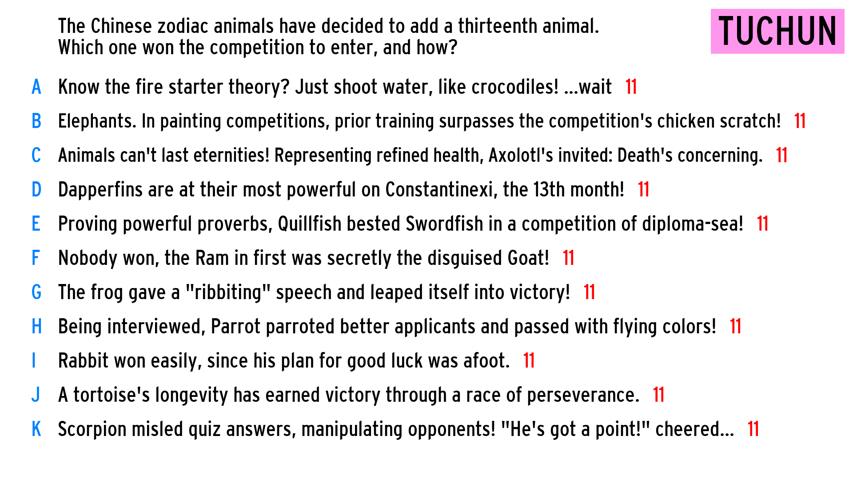 The Chinese zodiac animals have decided to add a thirteenth animal.
Which one won the competition to enter, and how?
TUCHUN
A Know the fire starter theory? Just shoot water, like crocodiles! ...wait 11
B Elephants. In painting competitions, prior training surpasses the competition's chicken scratch! 11
C Animals can't last eternities! Representing refined health, Axolotl's invited: Death's concerning. 11
D Dapperfins are at their most powerful on Constantinexi, the 13th month! 11
E Proving powerful proverbs, Quillfish bested Swordfish in a competition of diploma-sea! 11
F Nobody won, the Ram in first was secretly the disguised Goat! 11
G The frog gave a "ribbiting" speech and leaped itself into victory! 11
H Being interviewed, Parrot parroted better applicants and passed with flying colors! 11
I Rabbit won easily, since his plan for good luck was afoot. 11
J A tortoise's longevity has earned victory through a race of perseverance. 11
K Scorpion misled quiz answers, manipulating opponents! "He's got a point!" cheered... 11